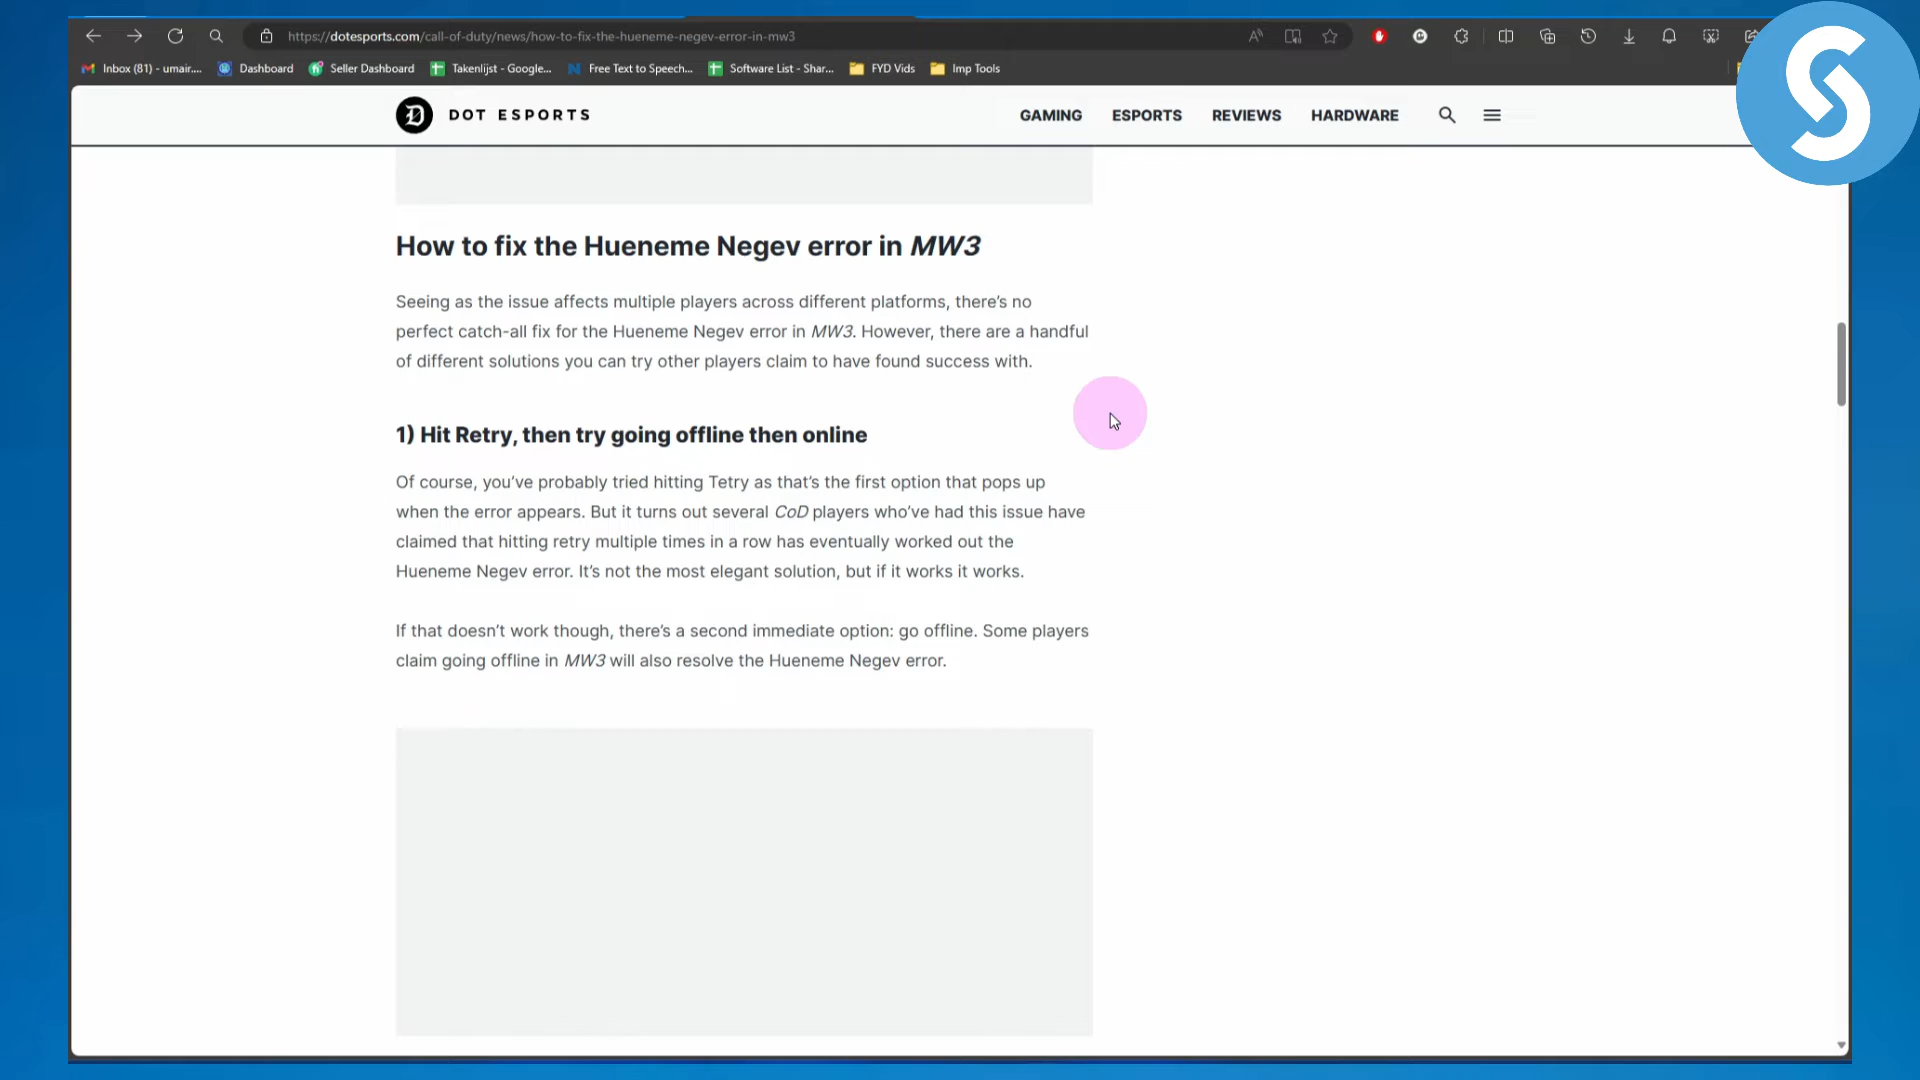 https://dotesports.com/call-of-duty/news/how-to-fix-the-hueneme-negev-error-in-mw3
Inbox (81) - umair.... Dashboard Seller Dashboard Takenlijst - Google... Free Text to Speech... Software List - Shar... FYD Vids Imp Tools
DOT ESPORTS GAMING ESPORTS REVIEWS HARDWARE
How to fix the Hueneme Negev error in MW3
Seeing as the issue affects multiple players across different platforms, there's no
perfect catch-all fix for the Hueneme Negev error in MW3. However, there are a handful
of different solutions you can try other players claim to have found success with.
1) Hit Retry, then try going offline then online
Of course, you've probably tried hitting Tetry as that's the first option that pops up
when the error appears. But it turns out several CoD players who've had this issue have
claimed that hitting retry multiple times in a row has eventually worked out the
Hueneme Negev error. It's not the most elegant solution, but if it works it works.
If that doesn't work though, there's a second immediate option: go offline. Some players
claim going offline in MW3 will also resolve the Hueneme Negev error.